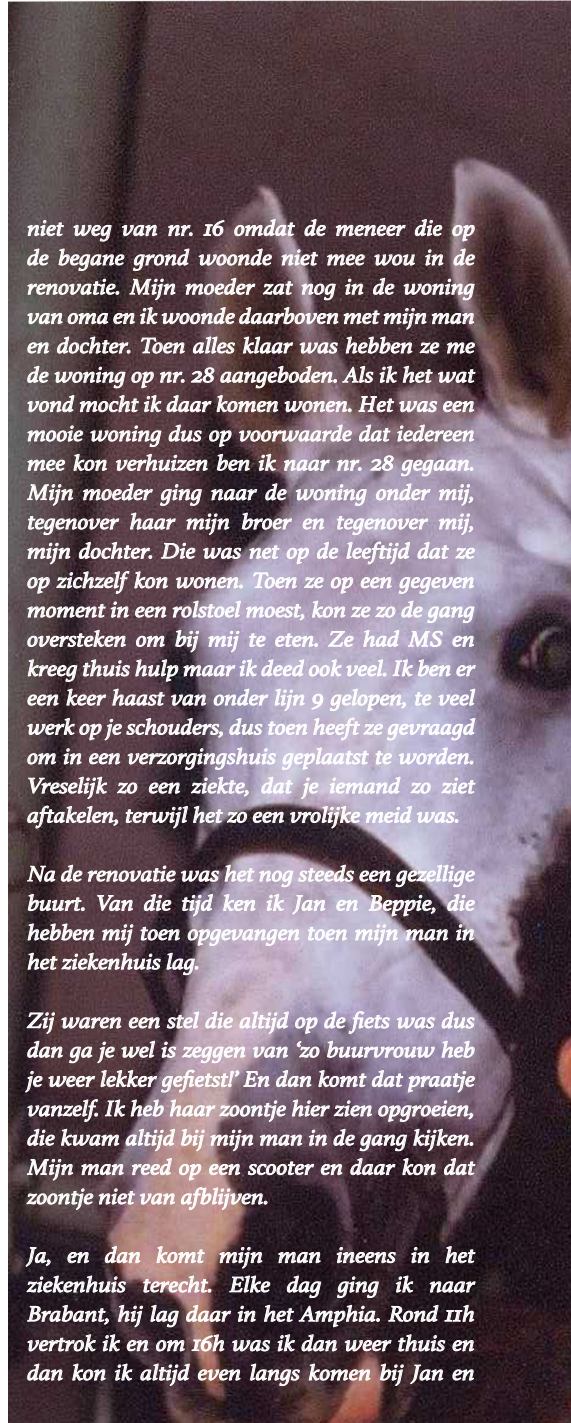 niet weg van nr. 16 omdat de meneer die op
de begane grond woonde niet mee wou in de
renovatie. Mijn moeder zat nog in de woning
van oma en ik woonde daarboven met mijn man
en dochter. Toen alles klaar was hebben ze me
de woning op nr. 28 aangeboden. Als ik het wat
vond mocht ik daar komen wonen. Het was een
mooie woning dus op voorwaarde dat iedereen
mee kon verhuizen ben ik naar nr. 28 gegaan.
Mijn moeder ging naar de woning onder mij,
tegenover haar mijn broer en tegenover mij,
mijn dochter. Die was net op de leeftijd dat ze
op zichzelf kon wonen. Toen ze op een gegeven
moment in een rolstoel moest, kon ze zo de gang
oversteken om bij mij te eten. Ze had MS en
kreeg thuis hulp maar ik deed ook veel. Ik ben er
een keer haast van onder lijn 9 gelopen, te veel
werk op je schouders, dus toen heeft ze gevraagd
om in een verzorgingshuis geplaatst te worden.
Vreselijk zo een ziekte, dat je iemand zo ziet
aftakelen, terwijl het zo een vrolijke meid was.
Na de renovatie was het nog steeds een gezellige
buurt. Van die tijd ken ik Jan en Beppie, die
hebben mij toen opgevangen toen mijn man in
het ziekenhuis lag.
Zij waren een stel die altijd op de fiets was dus
dan ga je wel is zeggen van ‘zo buurvrouw heb
je weer lekker gefietst!’ En dan komt dat praatje
vanzelf. Ik heb haar zoontje hier zien opgroeien,
die kwam altijd bij mijn man in de gang kijken.
Mijn man reed op een scooter en daar kon dat
zoontje niet van afblijven.
Ja, en dan komt mijn man ineens in het
ziekenhuis terecht. Elke dag ging ik naar
Brabant, hij lag daar in het Amphia. Rond 11h
vertrok ik en om 16h was ik dan weer thuis en
dan kon ik altijd even langs komen bij Jan en